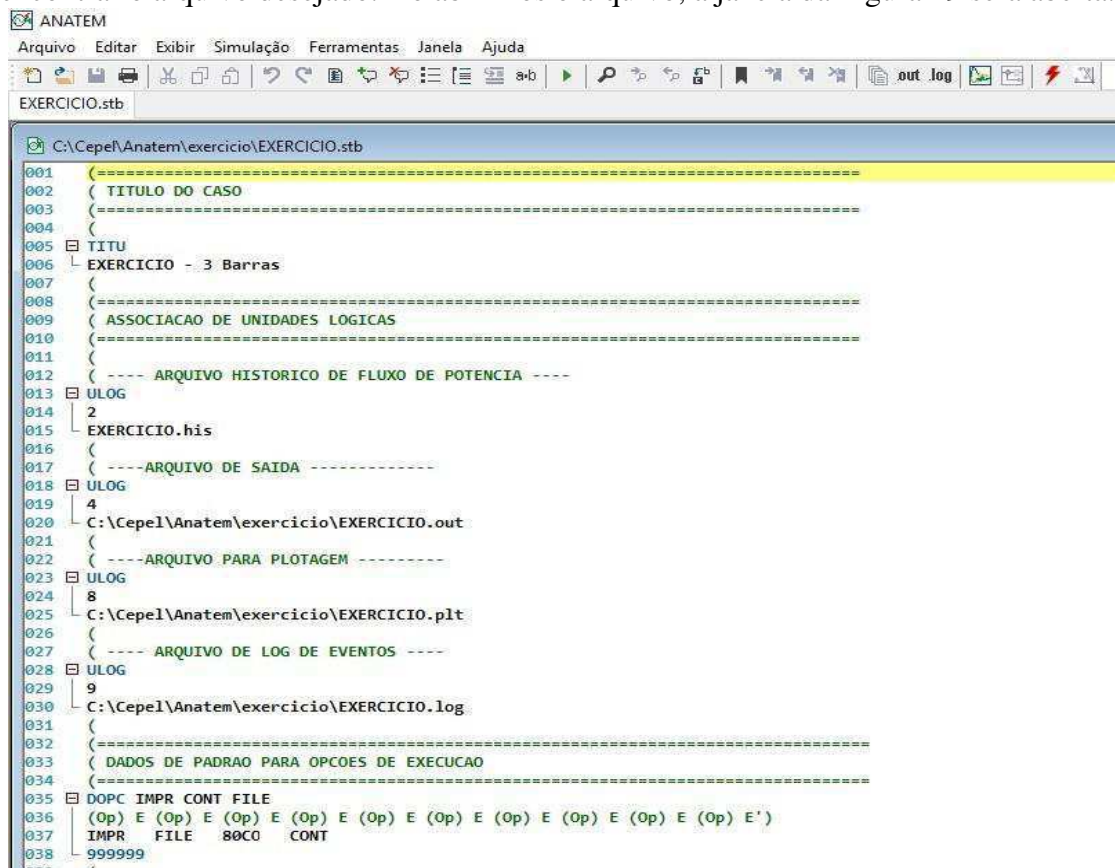 ANATEM
Arquivo Editar Exibir Simulação Ferramentas Janela Ajuda
a·b .out .log
EXERCICIO.stb
C:\Cepel\Anatem\exercicio\EXERCICIO.stb
001 (===============================================================================
002 ( TITULO DO CASO
003 (===============================================================================
004 (
005 TITU
006 EXERCICIO - 3 Barras
007 (
008 (===============================================================================
009 ( ASSOCIACAO DE UNIDADES LOGICAS
010 (===============================================================================
011 (
012 ( ---- ARQUIVO HISTORICO DE FLUXO DE POTENCIA ----
013 ULOG
014 2
015 EXERCICIO.his
016 (
017 ( ----ARQUIVO DE SAIDA -------------
018 ULOG
019 4
020 C:\Cepel\Anatem\exercicio\EXERCICIO.out
021 (
022 ( ----ARQUIVO PARA PLOTAGEM ---------
023 ULOG
024 8
025 C:\Cepel\Anatem\exercicio\EXERCICIO.plt
026 (
027 ( ---- ARQUIVO DE LOG DE EVENTOS ----
028 ULOG
029 9
030 C:\Cepel\Anatem\exercicio\EXERCICIO.log
031 (
032 (================================================================================
033 ( DADOS DE PADRAO PARA OPCOES DE EXECUCAO
034 (================================================================================
035 DOPC IMPR CONT FILE
036 (Op) E (Op) E (Op) E (Op) E (Op) E (Op) E (Op) E (Op) E (Op) E (Op) E')
037 IMPR FILE 80CO CONT
038 999999